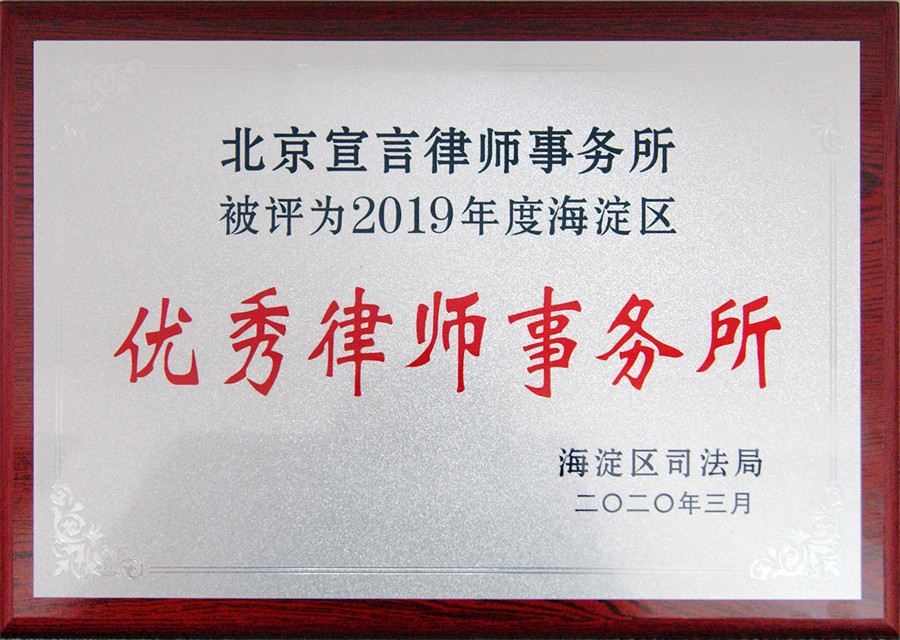 北京宣言律师事务所
被评为2019年度海淀区
优秀律师事务所
海淀区司法局
二〇二〇年三月